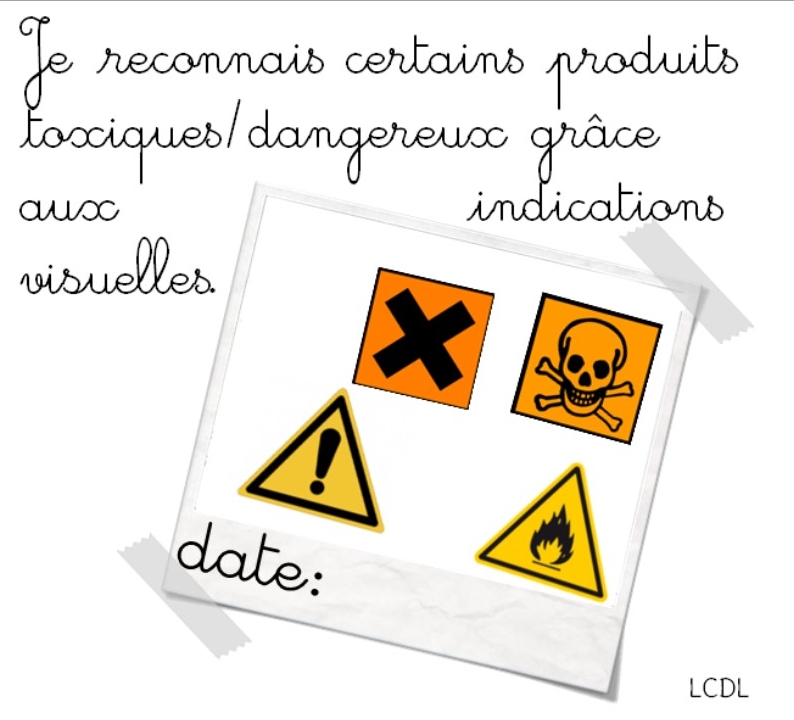 Je reconnais certains produits
toxiques/dangereux grâce
aux indications
visuelles.
date:
LCDL